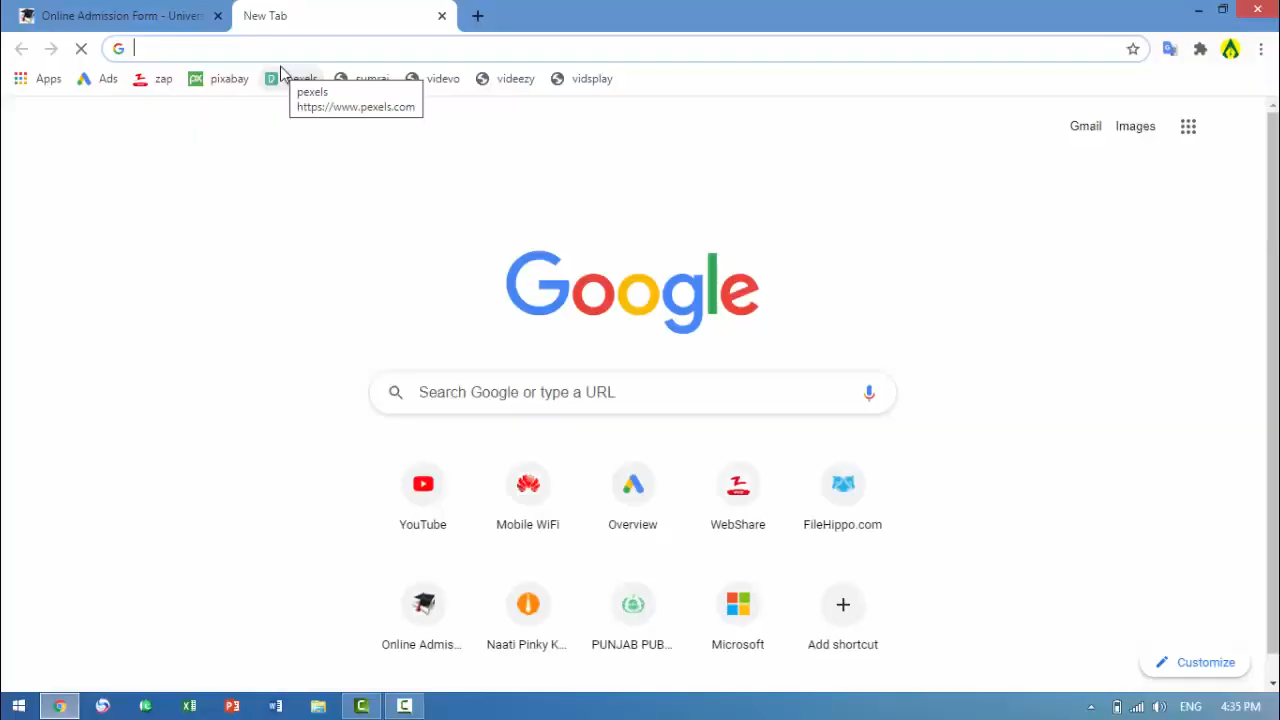 Online Admission Form - Univer
New Tab
Apps
Ads
zap
pixabay
pexels
sumrai
videvo
videezy
vidsplay
pexels
https://www.pexels.com
Gmail
Images
Google
Search Google or type a URL
YouTube
Mobile WiFi
Overview
WebShare
FileHippo.com
Online Admis...
Naati Pinky K...
PUNJAB PUB...
Microsoft
Add shortcut
Customize
ENG
4:35 PM